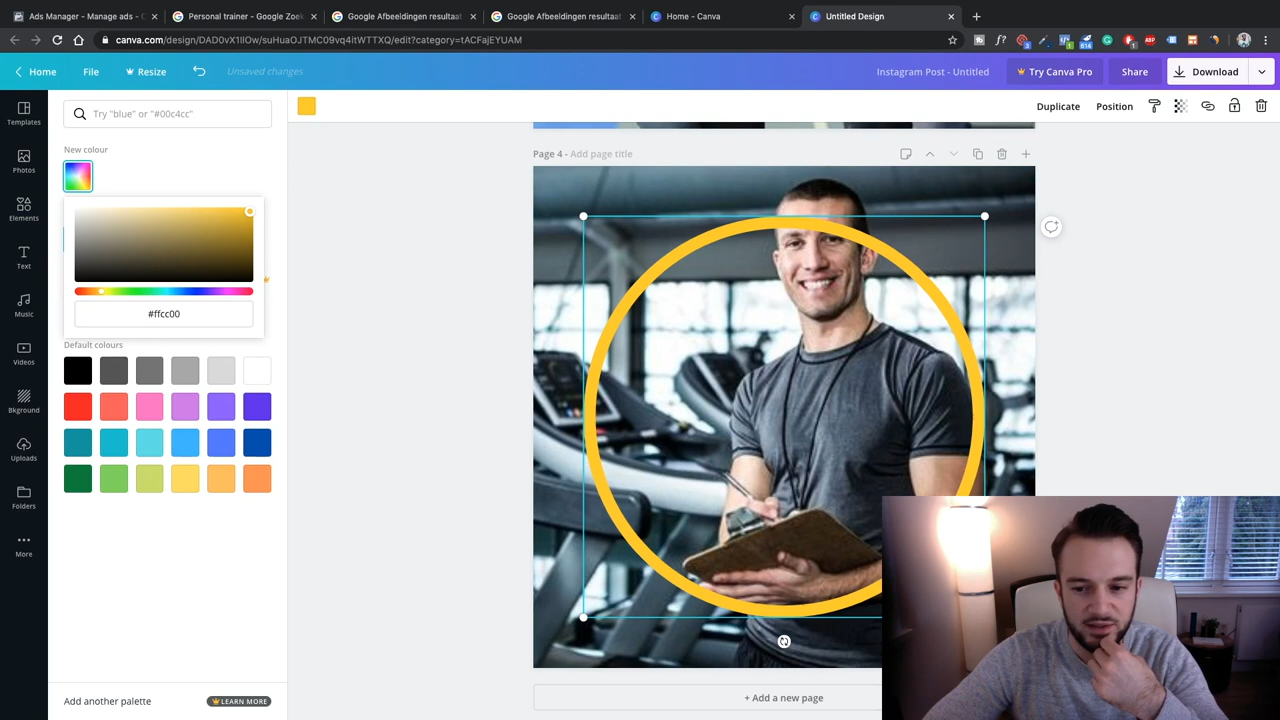 Ads Manager - Manage ads - C
Personal trainer - Google Zoek
Google Afbeeldingen resultaat
Google Afbeeldingen resultaat
Home - Canva
Untitled Design
canva.com/design/DAD0vX1IlOw/suHuaOJTMC09vq4itWTTXQ/edit?category=tACFajEYUAM
Home
File
Resize
Unsaved changes
Instagram Post - Untitled
Try Canva Pro
Share
Download
Templates
Photos
Elements
Text
Music
Videos
Bkground
Uploads
Folders
More
Try "blue" or "#00c4cc"
New colour
#ffcc00
Default colours
Add another palette
LEARN MORE
Duplicate
Position
Page 4 - Add page title
+ Add a new page